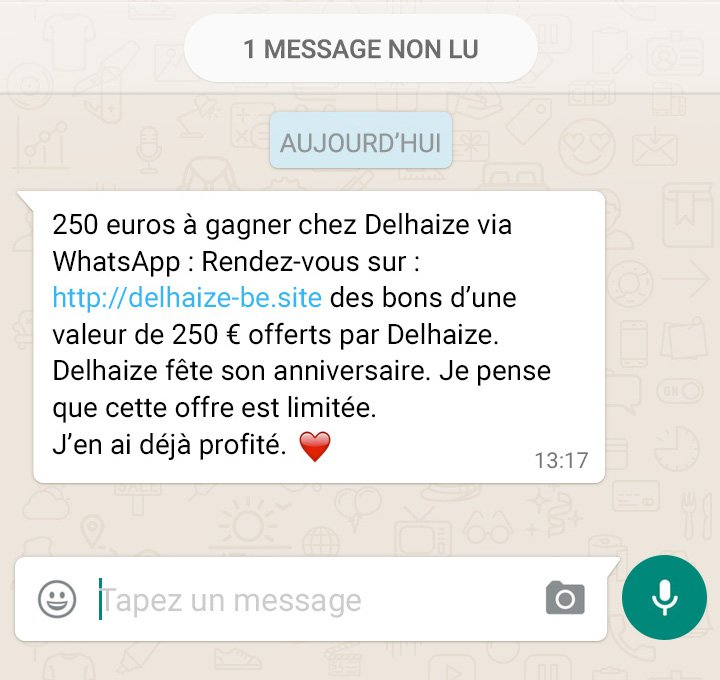 1 MESSAGE NON LU
AUJOURD’HUI
250 euros à gagner chez Delhaize via
WhatsApp : Rendez-vous sur :
http://delhaize-be.site des bons d’une
valeur de 250 € offerts par Delhaize.
Delhaize fête son anniversaire. Je pense
que cette offre est limitée.
J’en ai déjà profité. ❤️
13:17
Tapez un message